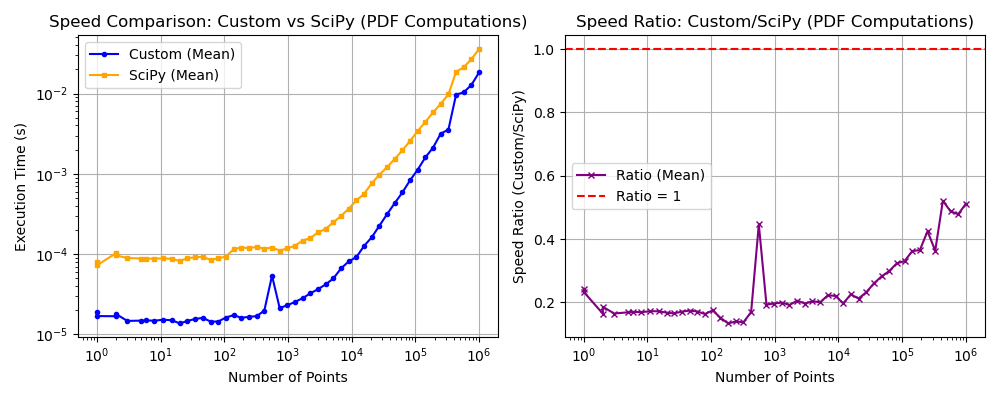 Speed Comparison: Custom vs SciPy (PDF Computations)
Custom (Mean)
SciPy (Mean)
Execution Time (s)
10⁻²
10⁻³
10⁻⁴
10⁻⁵
10⁰ 10¹ 10² 10³ 10⁴ 10⁵ 10⁶
Number of Points
Speed Ratio: Custom/SciPy (PDF Computations)
Ratio (Mean)
Ratio = 1
Speed Ratio (Custom/SciPy)
1.0
0.8
0.6
0.4
0.2
10⁰ 10¹ 10² 10³ 10⁴ 10⁵ 10⁶
Number of Points